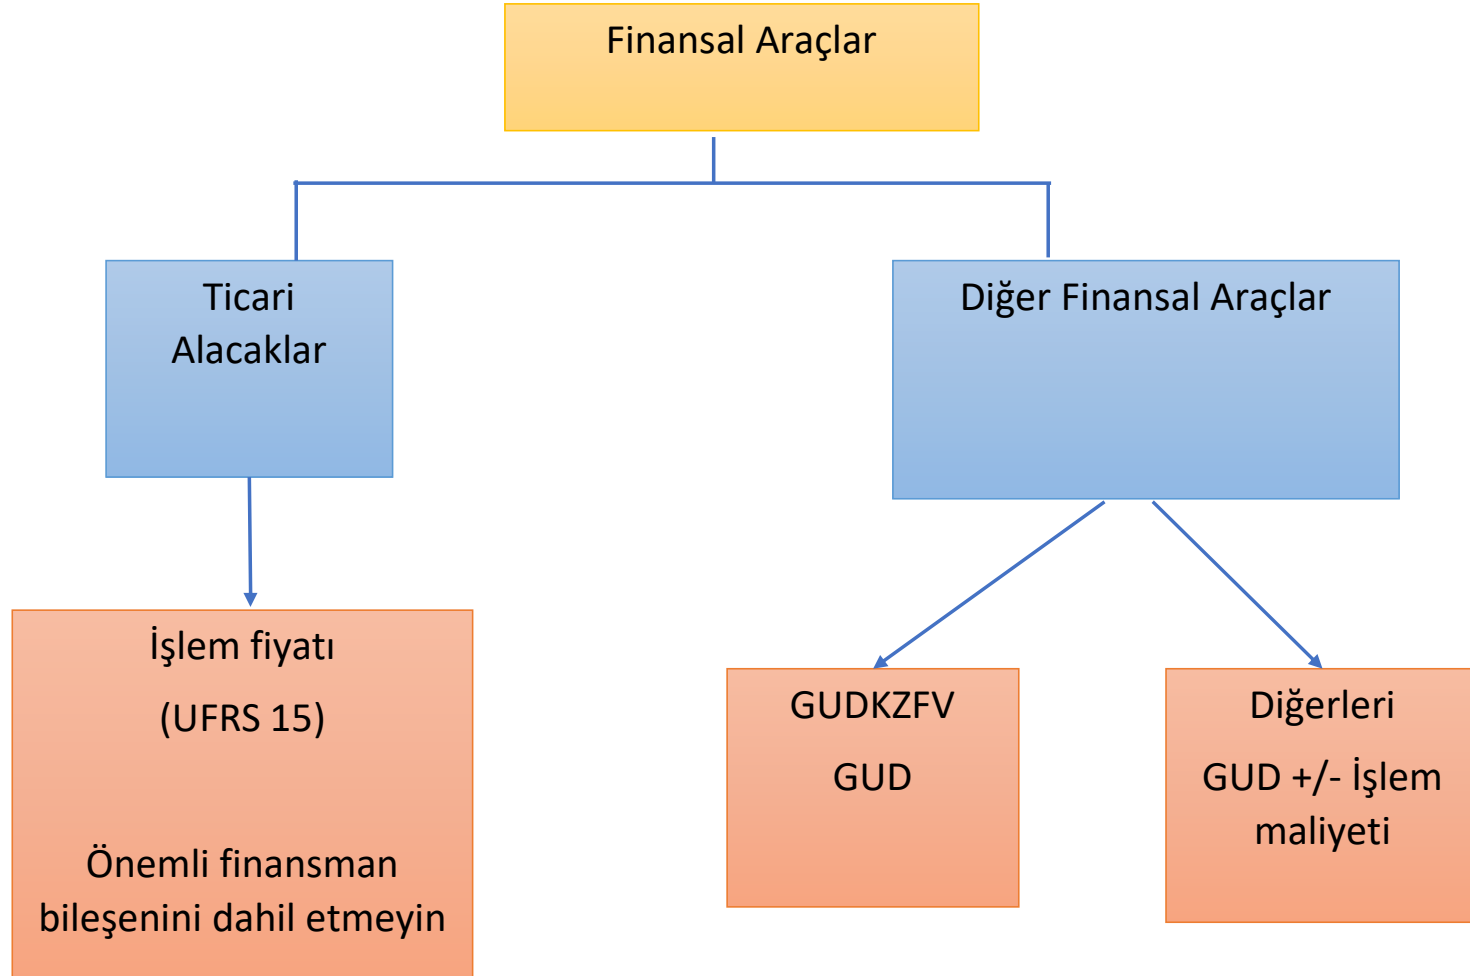 Finansal Araçlar
Ticari
Alacaklar
Diğer Finansal Araçlar
İşlem fiyatı
(UFRS 15)
Önemli finansman
bileşenini dahil etmeyin
GUDKZFV
GUD
Diğerleri
GUD +/- İşlem
maliyeti